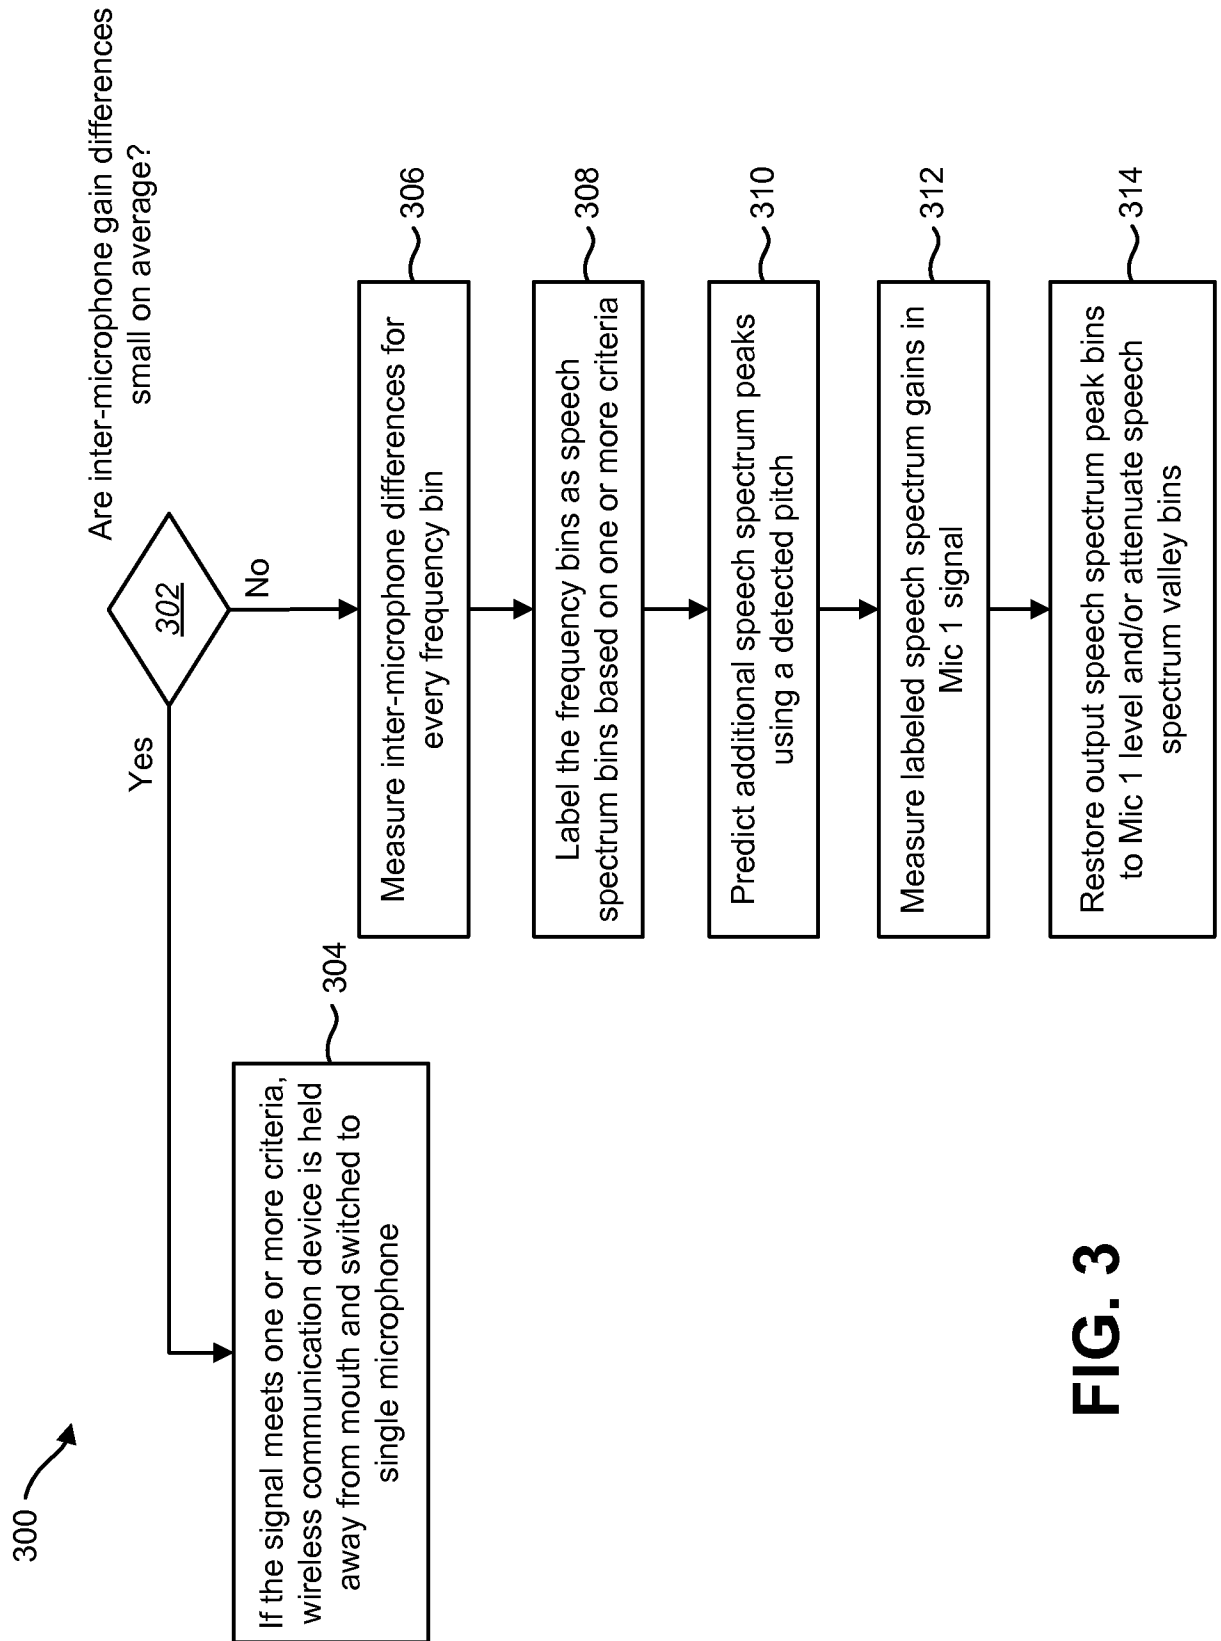 300
Are inter-microphone gain differences
small on average?
302
Yes
No
If the signal meets one or more criteria,
wireless communication device is held
away from mouth and switched to
single microphone
304
Measure inter-microphone differences for
every frequency bin
306
Label the frequency bins as speech
spectrum bins based on one or more criteria
308
Predict additional speech spectrum peaks
using a detected pitch
310
Measure labeled speech spectrum gains in
Mic 1 signal
312
Restore output speech spectrum peak bins
to Mic 1 level and/or attenuate speech
spectrum valley bins
314
FIG. 3